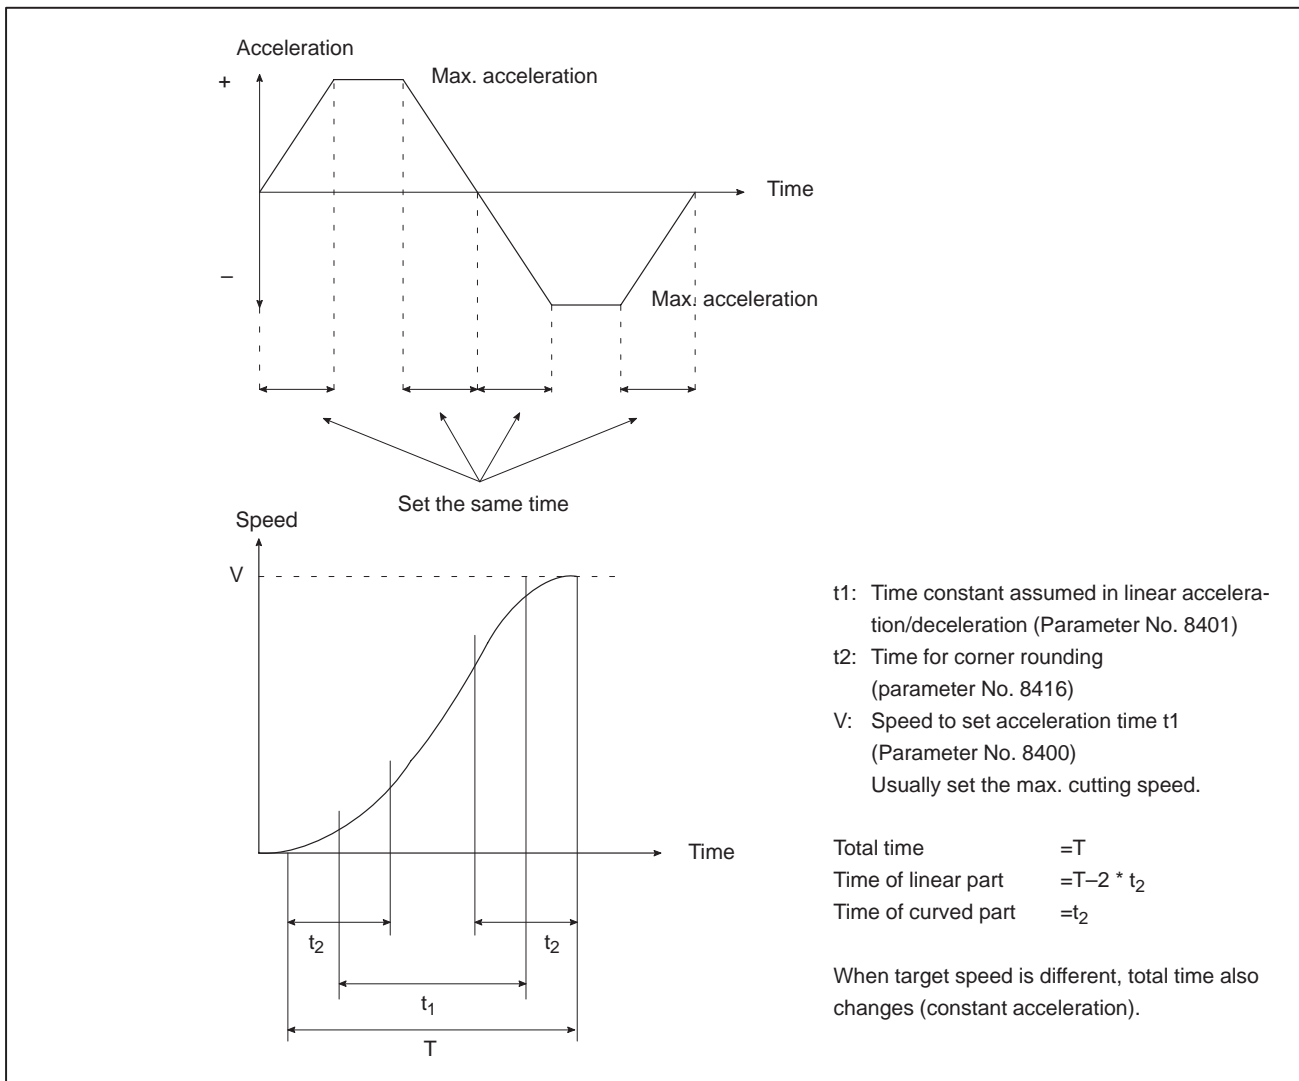 Acceleration
+
Max. acceleration
Time
–
Max. acceleration
Set the same time
Speed
V
Time
t2
t2
t1
T
t1: Time constant assumed in linear accelera-
tion/deceleration (Parameter No. 8401)
t2: Time for corner rounding
(parameter No. 8416)
V: Speed to set acceleration time t1
(Parameter No. 8400)
Usually set the max. cutting speed.
Total time =T
Time of linear part =T–2 * t2
Time of curved part =t2
When target speed is different, total time also
changes (constant acceleration).